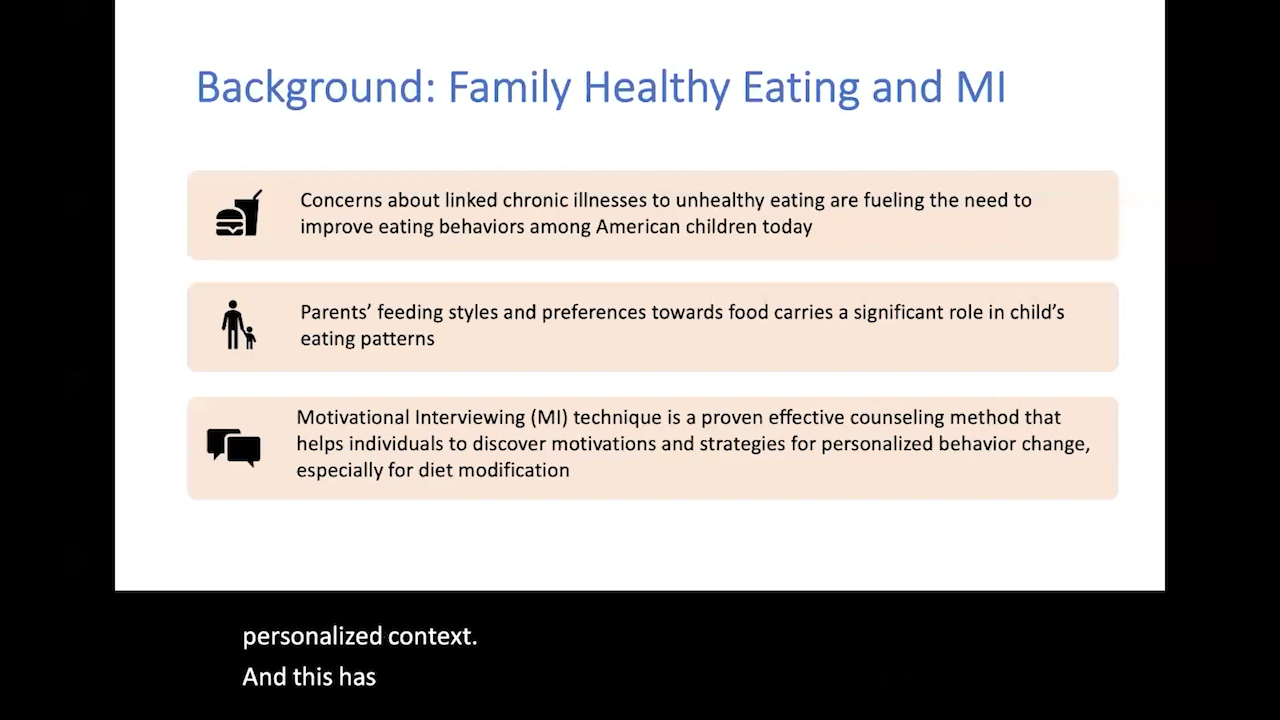 Background: Family Healthy Eating and MI
Concerns about linked chronic illnesses to unhealthy eating are fueling the need to
improve eating behaviors among American children today
Parents’ feeding styles and preferences towards food carries a significant role in child’s
eating patterns
Motivational Interviewing (MI) technique is a proven effective counseling method that
helps individuals to discover motivations and strategies for personalized behavior change,
especially for diet modification
personalized context.
And this has